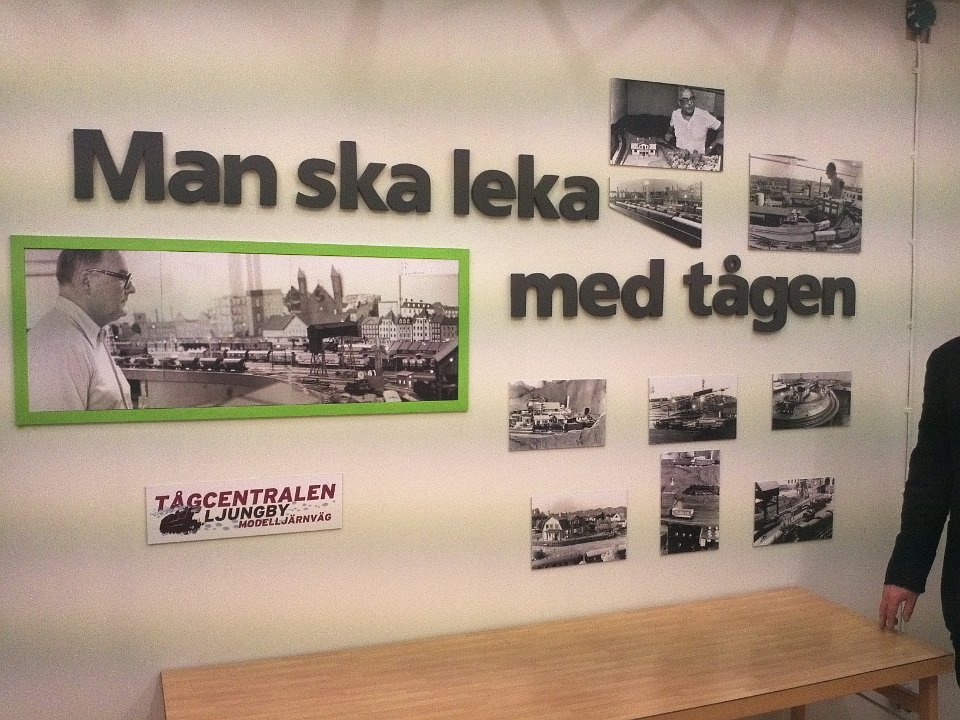 Man ska leka
med tågen
TÅGCENTRALEN
LJUNGBY
MODELLJÄRNVÄG